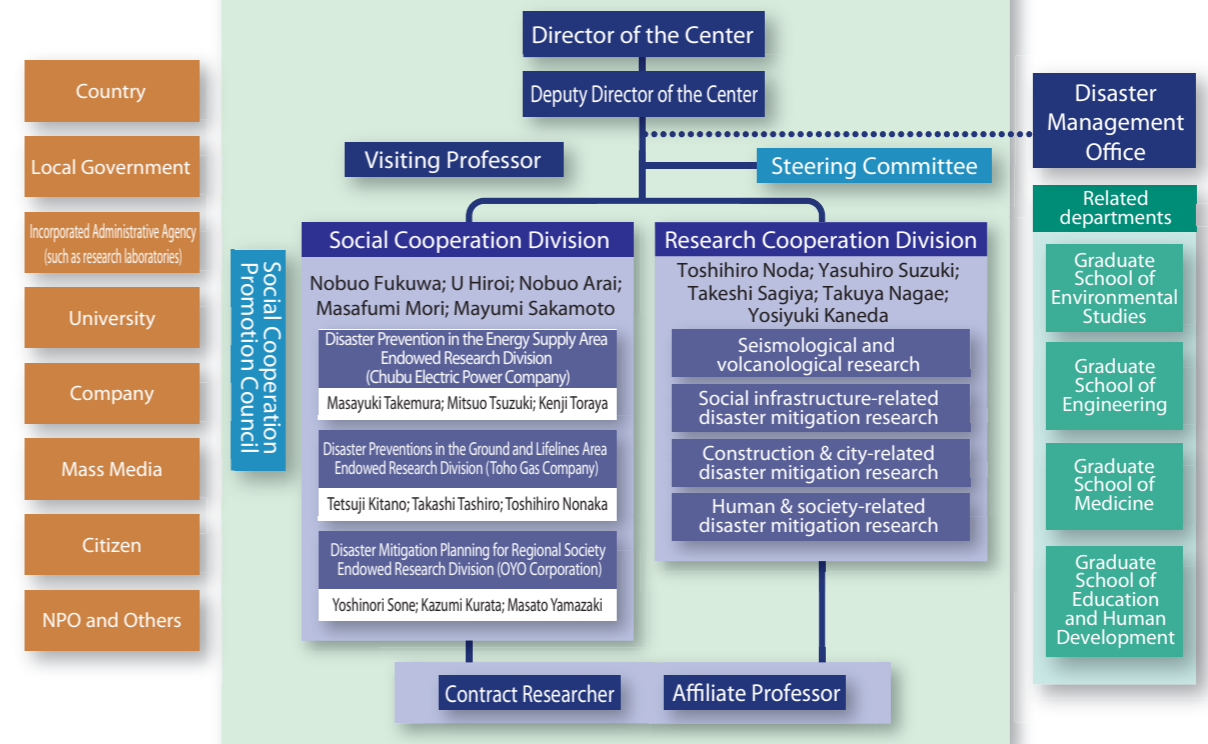 Director of the Center
Deputy Director of the Center
Visiting Professor
Steering Committee
Country
Local Government
Incorporated Administrative Agency
(such as research laboratories)
University
Company
Mass Media
Citizen
NPO and Others
Social Cooperation
Promotion Council
Social Cooperation Division
Nobuo Fukuwa; U Hiroi; Nobuo Arai;
Masafumi Mori; Mayumi Sakamoto
Disaster Prevention in the Energy Supply Area
Endowed Research Division
(Chubu Electric Power Company)
Masayuki Takemura; Mitsuo Tsuzuki; Kenji Toraya
Disaster Preventions in the Ground and Lifelines Area
Endowed Research Division (Toho Gas Company)
Tetsuji Kitano; Takashi Tashiro; Toshihiro Nonaka
Disaster Mitigation Planning for Regional Society
Endowed Research Division (OYO Corporation)
Yoshinori Sone; Kazumi Kurata; Masato Yamazaki
Research Cooperation Division
Toshihiro Noda; Yasuhiro Suzuki;
Takeshi Sagiya; Takuya Nagae;
Yosiyuki Kaneda
Seismological and
volcanological research
Social infrastructure-related
disaster mitigation research
Construction & city-related
disaster mitigation research
Human & society-related
disaster mitigation research
Contract Researcher
Affiliate Professor
Disaster
Management
Office
Related
departments
Graduate
School of
Environmental
Studies
Graduate
School of
Engineering
Graduate
School of
Medicine
Graduate
School of
Education
and Human
Development